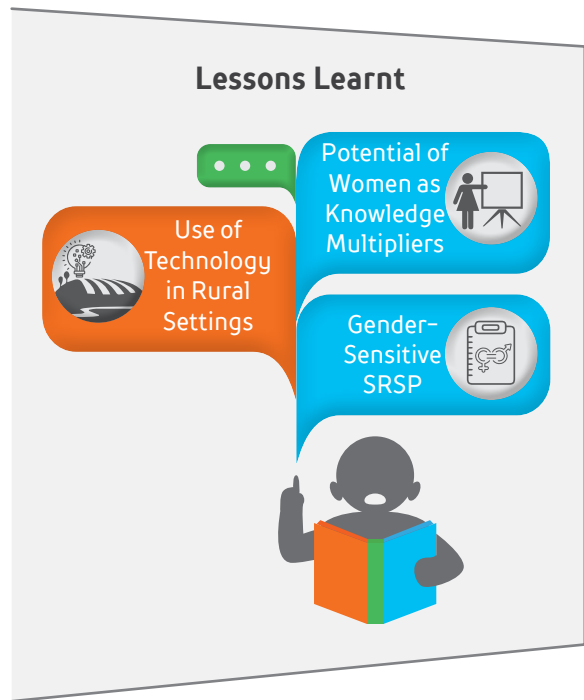 Lessons Learnt
Potential of
Women as
Knowledge
Multipliers
Use of
Technology
in Rural
Settings
Gender-
Sensitive
SRSP